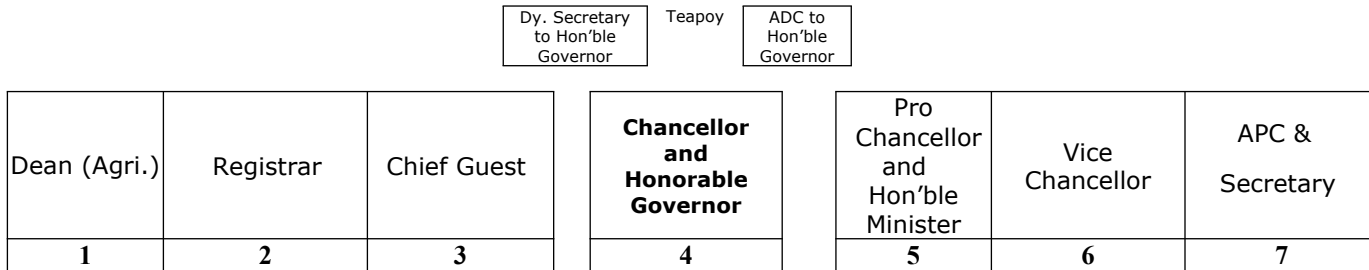 Dy. Secretary
to Hon’ble
Governor
Teapoy
ADC to
Hon’ble
Governor
Dean (Agri.)
Registrar
Chief Guest
Chancellor
and
Honorable
Governor
Pro
Chancellor
and
Hon’ble
Minister
Vice
Chancellor
APC &
Secretary
1 2 3 4 5 6 7